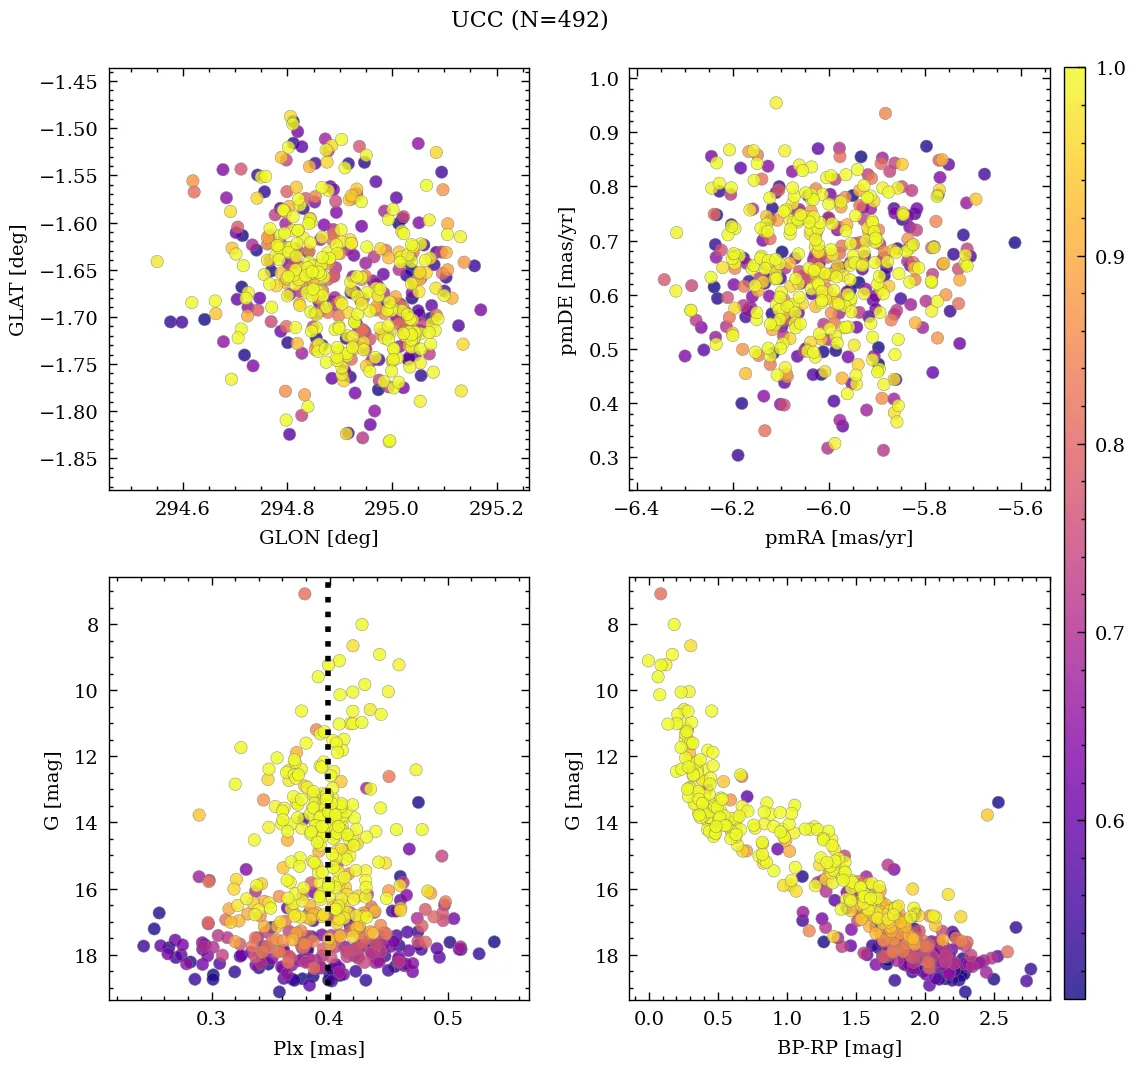 UCC (N=492)
−1.45
−1.50
−1.55
−1.60
−1.65
−1.70
−1.75
−1.80
−1.85
GLAT [deg]
294.6 294.8 295.0 295.2
GLON [deg]
1.0
0.9
0.8
0.7
0.6
0.5
0.4
0.3
pmDE [mas/yr]
−6.4 −6.2 −6.0 −5.8 −5.6
pmRA [mas/yr]
8
10
12
14
16
18
G [mag]
0.3 0.4 0.5
Plx [mas]
8
10
12
14
16
18
G [mag]
0.0 0.5 1.0 1.5 2.0 2.5
BP-RP [mag]
1.0
0.9
0.8
0.7
0.6